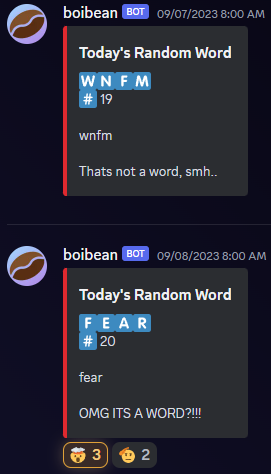 boibean BOT 09/07/2023 8:00 AM
Today's Random Word
W N F M
# 19
wnfm
Thats not a word, smh..
boibean BOT 09/08/2023 8:00 AM
Today's Random Word
F E A R
# 20
fear
OMG ITS A WORD?!!!
3 2